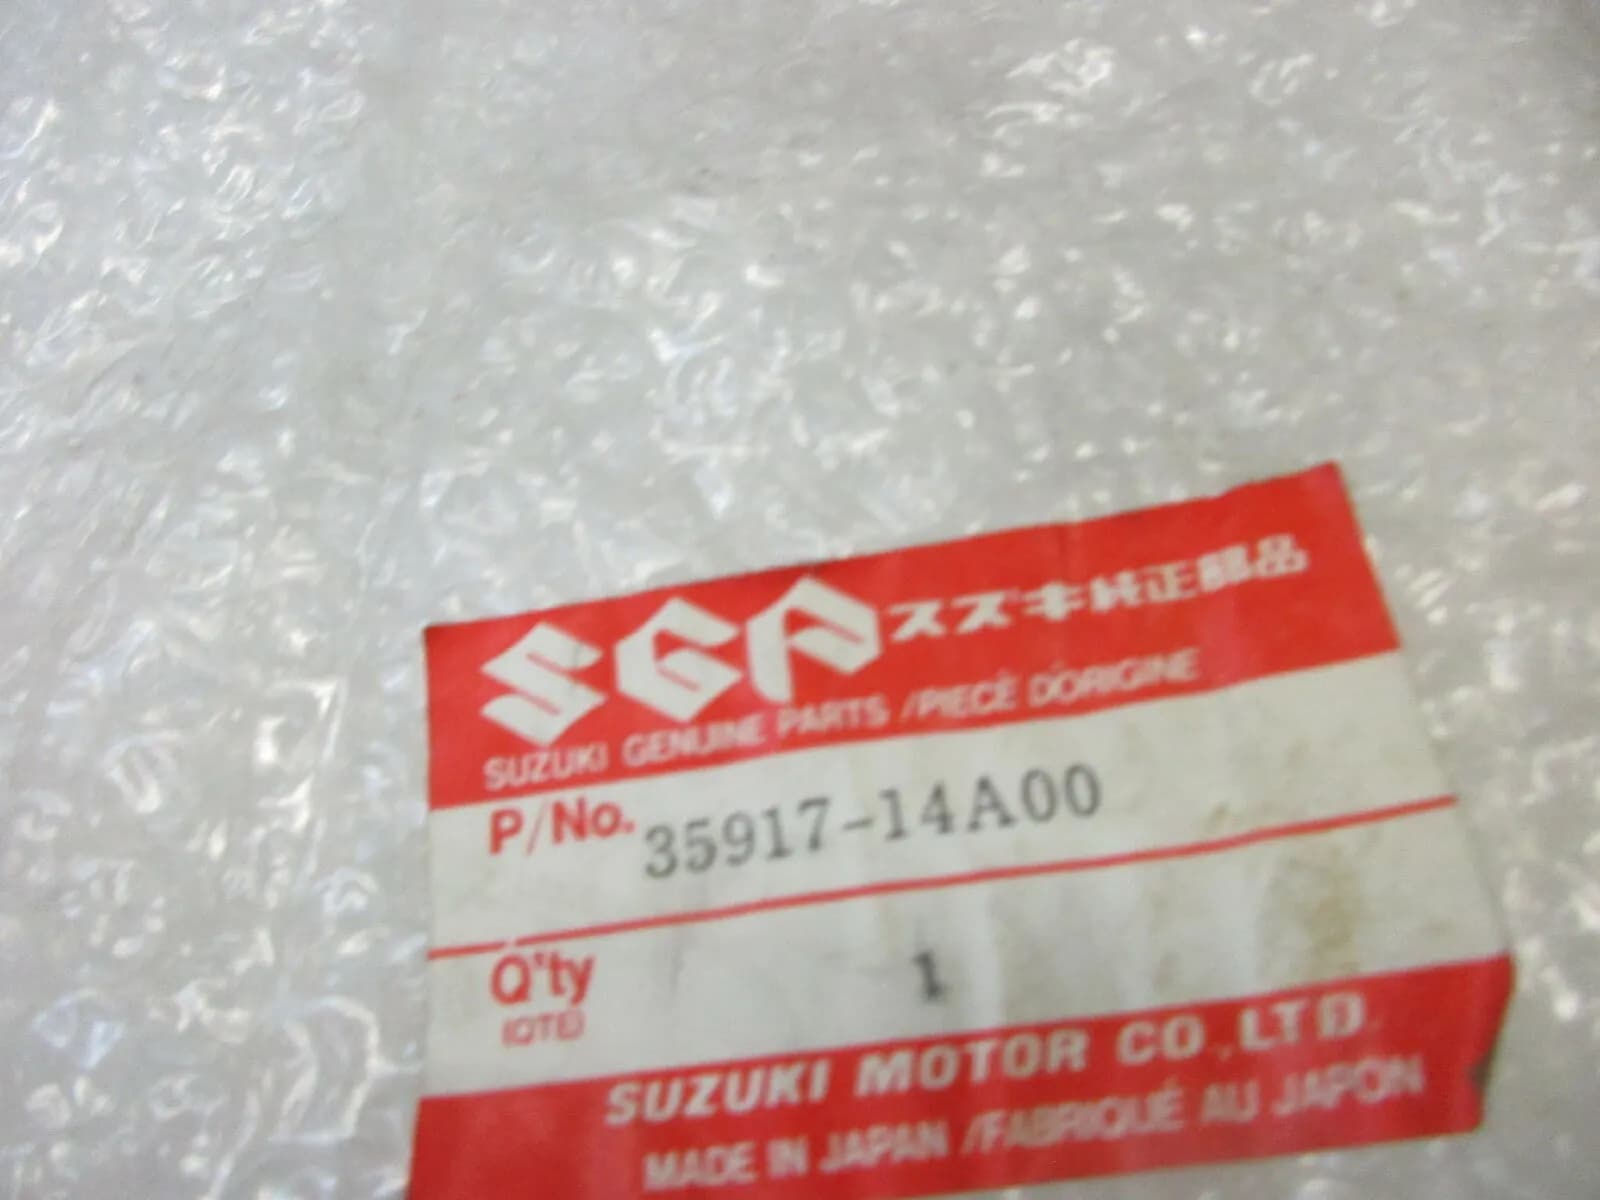 SGP スズキ純正部品
SUZUKI GENUINE PARTS /PIECÈ D'ORIGINE
P/No. 35917-14A00
Q'ty 1
(QTE)
SUZUKI MOTOR CO.,LTD.
MADE IN JAPAN /FABRIQUÉ AU JAPON